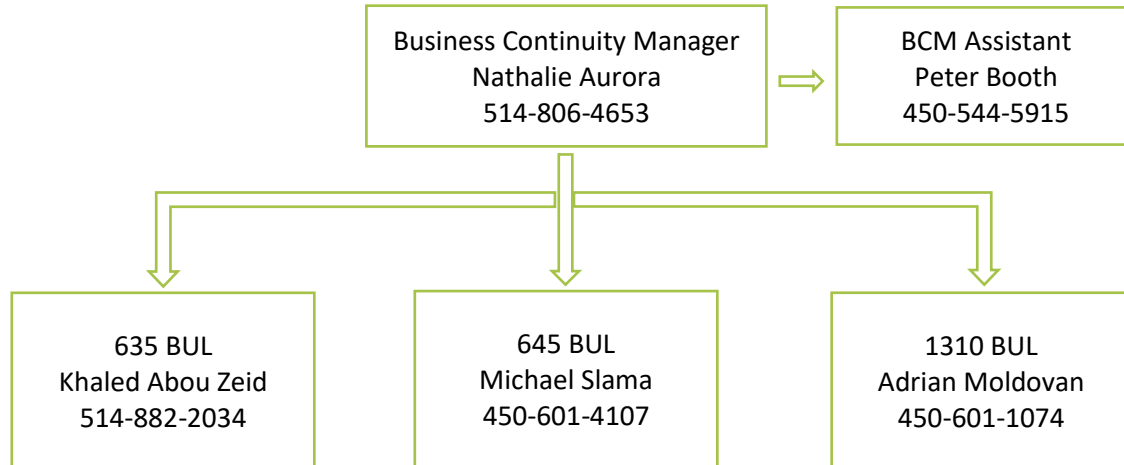 Business Continuity Manager
Nathalie Aurora
514-806-4653
BCM Assistant
Peter Booth
450-544-5915
635 BUL
Khaled Abou Zeid
514-882-2034
645 BUL
Michael Slama
450-601-4107
1310 BUL
Adrian Moldovan
450-601-1074